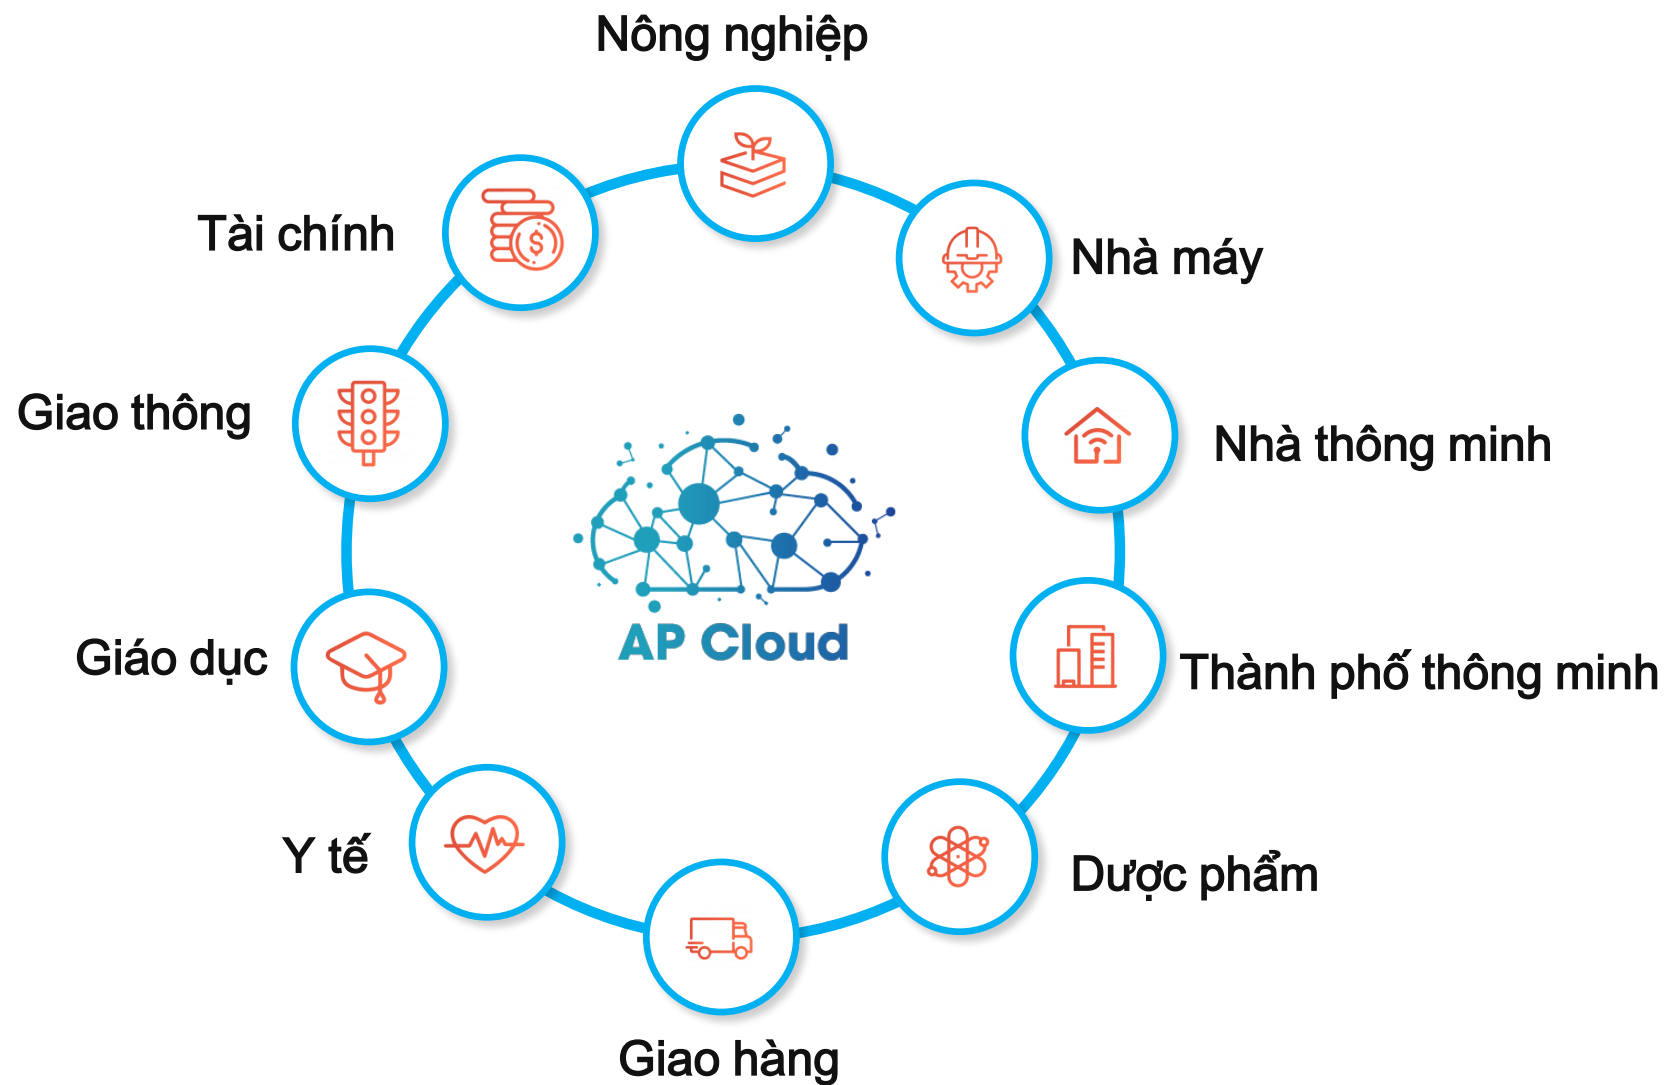 Nông nghiệp
Tài chính
Nhà máy
Giao thông
Nhà thông minh
AP Cloud
Giáo dục
Thành phố thông minh
Y tế
Dược phẩm
Giao hàng